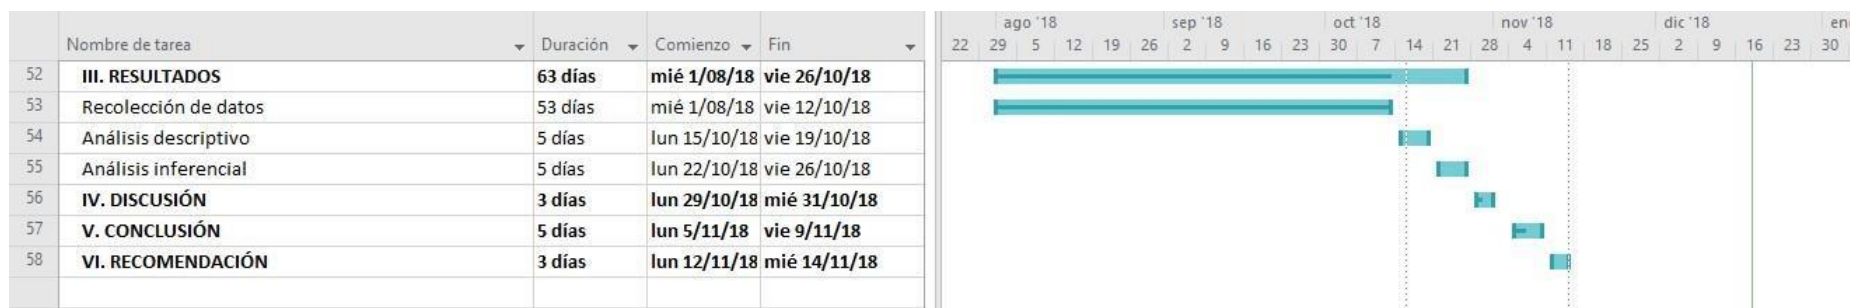 ago '18 sep '18 oct '18 nov '18 dic '18 en
Nombre de tarea Duración Comienzo Fin 22 29 5 12 19 26 2 9 16 23 30 7 14 21 28 4 11 18 25 2 9 16 23 30
52 III. RESULTADOS 63 días mié 1/08/18 vie 26/10/18
53 Recolección de datos 53 días mié 1/08/18 vie 12/10/18
54 Análisis descriptivo 5 días lun 15/10/18 vie 19/10/18
55 Análisis inferencial 5 días lun 22/10/18 vie 26/10/18
56 IV. DISCUSIÓN 3 días lun 29/10/18 mié 31/10/18
57 V. CONCLUSIÓN 5 días lun 5/11/18 vie 9/11/18
58 VI. RECOMENDACIÓN 3 días lun 12/11/18 mié 14/11/18